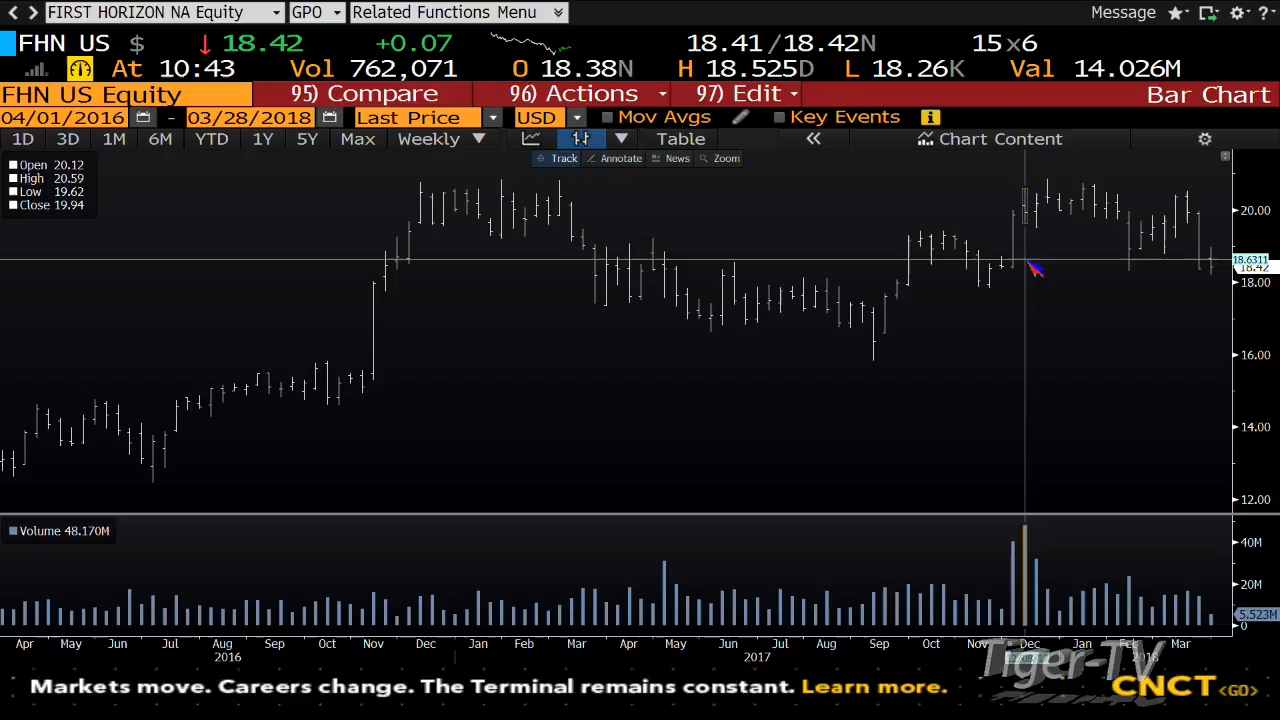 FIRST HORIZON NA Equity GPO Related Functions Menu Message ?
FHN US $ ↓ 18.42 +0.07 18.41/18.42N 15x6
At 10:43 Vol 762,071 O 18.38N H 18.525D L 18.26K Val 14.026M
FHN US Equity 95) Compare 96) Actions 97) Edit Bar Chart
04/01/2016 - 03/28/2018 Last Price USD Mov Avgs Key Events i
1D 3D 1M 6M YTD 1Y 5Y Max Weekly ▼ Table « Chart Content
Track Annotate News Zoom
Open 20.12
High 20.59
Low 19.62
Close 19.94
20.00
18.6311
18.42
18.00
16.00
14.00
12.00
Volume 48.170M
40M
20M
5.523M
0
Apr May Jun Jul Aug Sep Oct Nov Dec Jan Feb Mar Apr May Jun Jul Aug Sep Oct Nov Dec Jan Feb Mar
2016 2017 2018
Tiger-TV
Markets move. Careers change. The Terminal remains constant. Learn more. CNCT <GO>